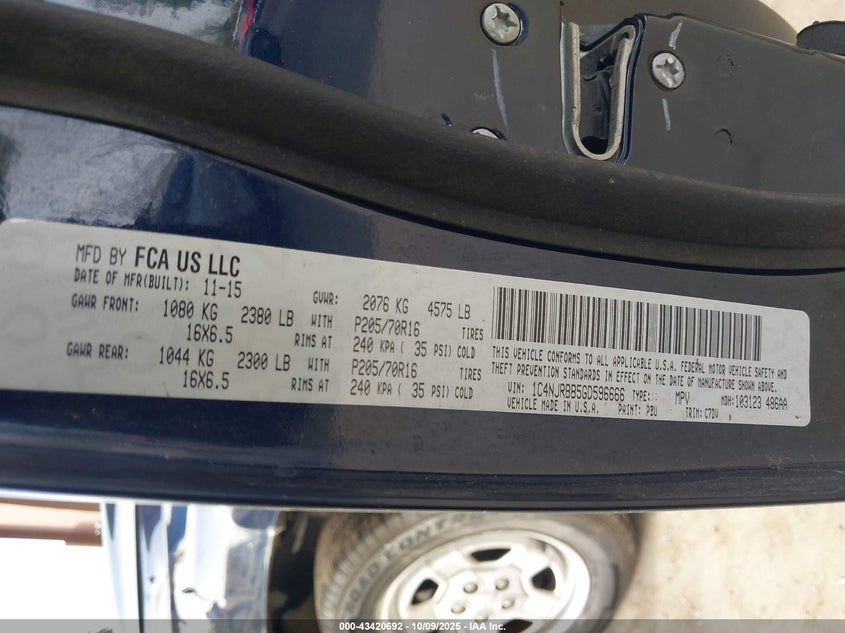 MFD BY FCA US LLC
DATE OF MFR(BUILT): 11-15
GVWR: 2076 KG 4575 LB
GAWR FRONT: 1080 KG 2380 LB WITH P205/70R16 TIRES
16X6.5 RIMS AT 240 KPA ( 35 PSI) COLD
GAWR REAR: 1044 KG 2300 LB WITH P205/70R16 TIRES
16X6.5 RIMS AT 240 KPA ( 35 PSI) COLD
THIS VEHICLE CONFORMS TO ALL APPLICABLE U.S.A. FEDERAL MOTOR VEHICLE SAFETY AND
THEFT PREVENTION STANDARDS IN EFFECT ON THE DATE OF MANUFACTURE SHOWN ABOVE.
VIN: 1C4NJRBB5GD596666 TYPE: MPV MDH:103123 486AA
VEHICLE MADE IN U.S.A. PAINT: PBU TRIM: C7DV
000-43420692 - 10/09/2025 - IAA Inc.